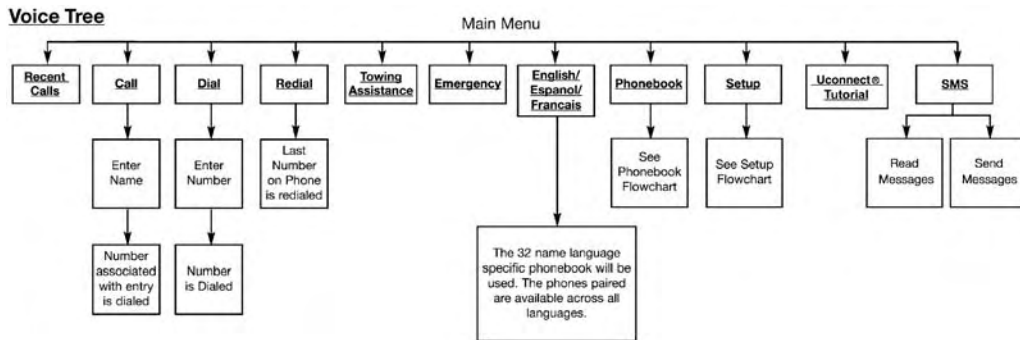 Voice Tree
Main Menu
Recent
Calls
Call
Dial
Redial
Towing
Assistance
Emergency
English/
Espanol/
Francais
Phonebook
Setup
Uconnect®
Tutorial
SMS
Enter
Name
Enter
Number
Last
Number
on Phone
is redialed
See
Phonebook
Flowchart
See Setup
Flowchart
Read
Messages
Send
Messages
Number
associated
with entry
is dialed
Number
is Dialed
The 32 name language
specific phonebook will be
used. The phones paired
are available across all
languages.